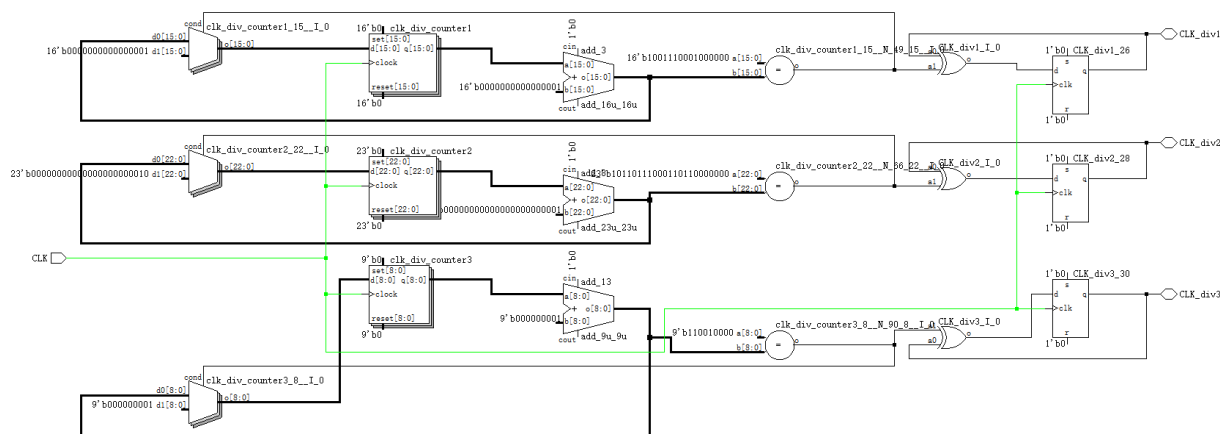 cond
clk_div_counter1_15__I_0
d0[15:0]
d1[15:0]
o[15:0]
16'b0000000000000001
16'b0
clk_div_counter1
set[15:0]
d[15:0] q[15:0]
clock
reset[15:0]
16'b0
1'b0
cin
add_3
a[15:0]
+ o[15:0]
b[15:0]
16'b0000000000000001
cout
add_16u_16u
clk_div_counter1_15__N_49_15__I_0
16'b1001110001000000
a[15:0]
b[15:0]
=
o
a1
CLK_div1_I_0
o
1'b0
CLK_div1_26
s
d
q
clk
r
1'b0
CLK_div1
cond
clk_div_counter2_22__I_0
d0[22:0]
d1[22:0]
o[22:0]
23'b00000000000000000000010
23'b0
clk_div_counter2
set[22:0]
d[22:0] q[22:0]
clock
reset[22:0]
23'b0
1'b0
cin
a[22:0]
+ o[22:0]
b[22:0]
cout
add_23u_23u
clk_div_counter2_22__N_66_22__I_0
a[22:0]
b[22:0]
=
o
a1
CLK_div2_I_0
o
1'b0
CLK_div2_28
s
d
q
clk
r
1'b0
CLK_div2
CLK
9'b0
clk_div_counter3
set[8:0]
d[8:0] q[8:0]
clock
reset[8:0]
9'b0
1'b0
cin
add_13
a[8:0]
+ o[8:0]
b[8:0]
9'b000000001
cout
add_9u_9u
clk_div_counter3_8__N_90_8__I_0
9'b110010000
a[8:0]
b[8:0]
=
o
a0
CLK_div3_I_0
o
1'b0
CLK_div3_30
s
d
q
clk
r
1'b0
CLK_div3
cond
clk_div_counter3_8__I_0
d0[8:0]
d1[8:0]
o[8:0]
9'b000000001